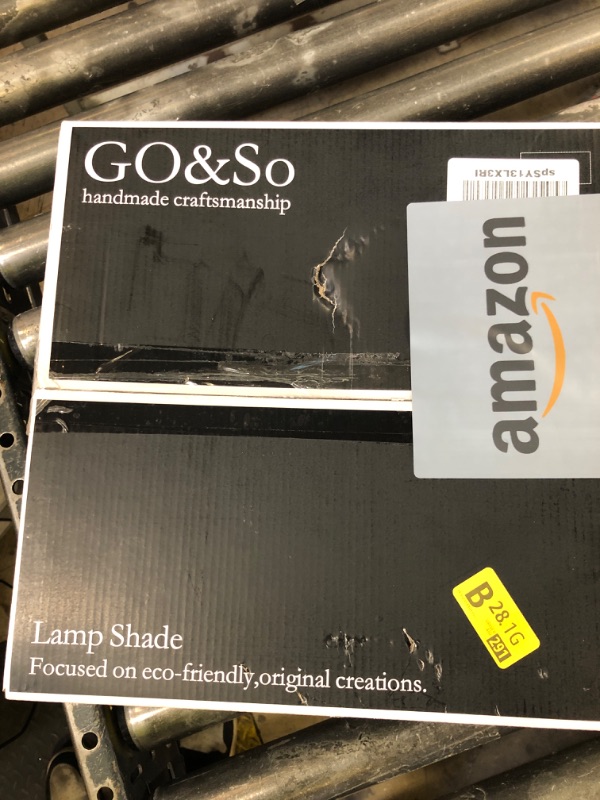 GO&So
handmade craftsmanship
spSY13LX3RI
amazon
B 28.1G
291
Lamp Shade
Focused on eco-friendly,original creations.